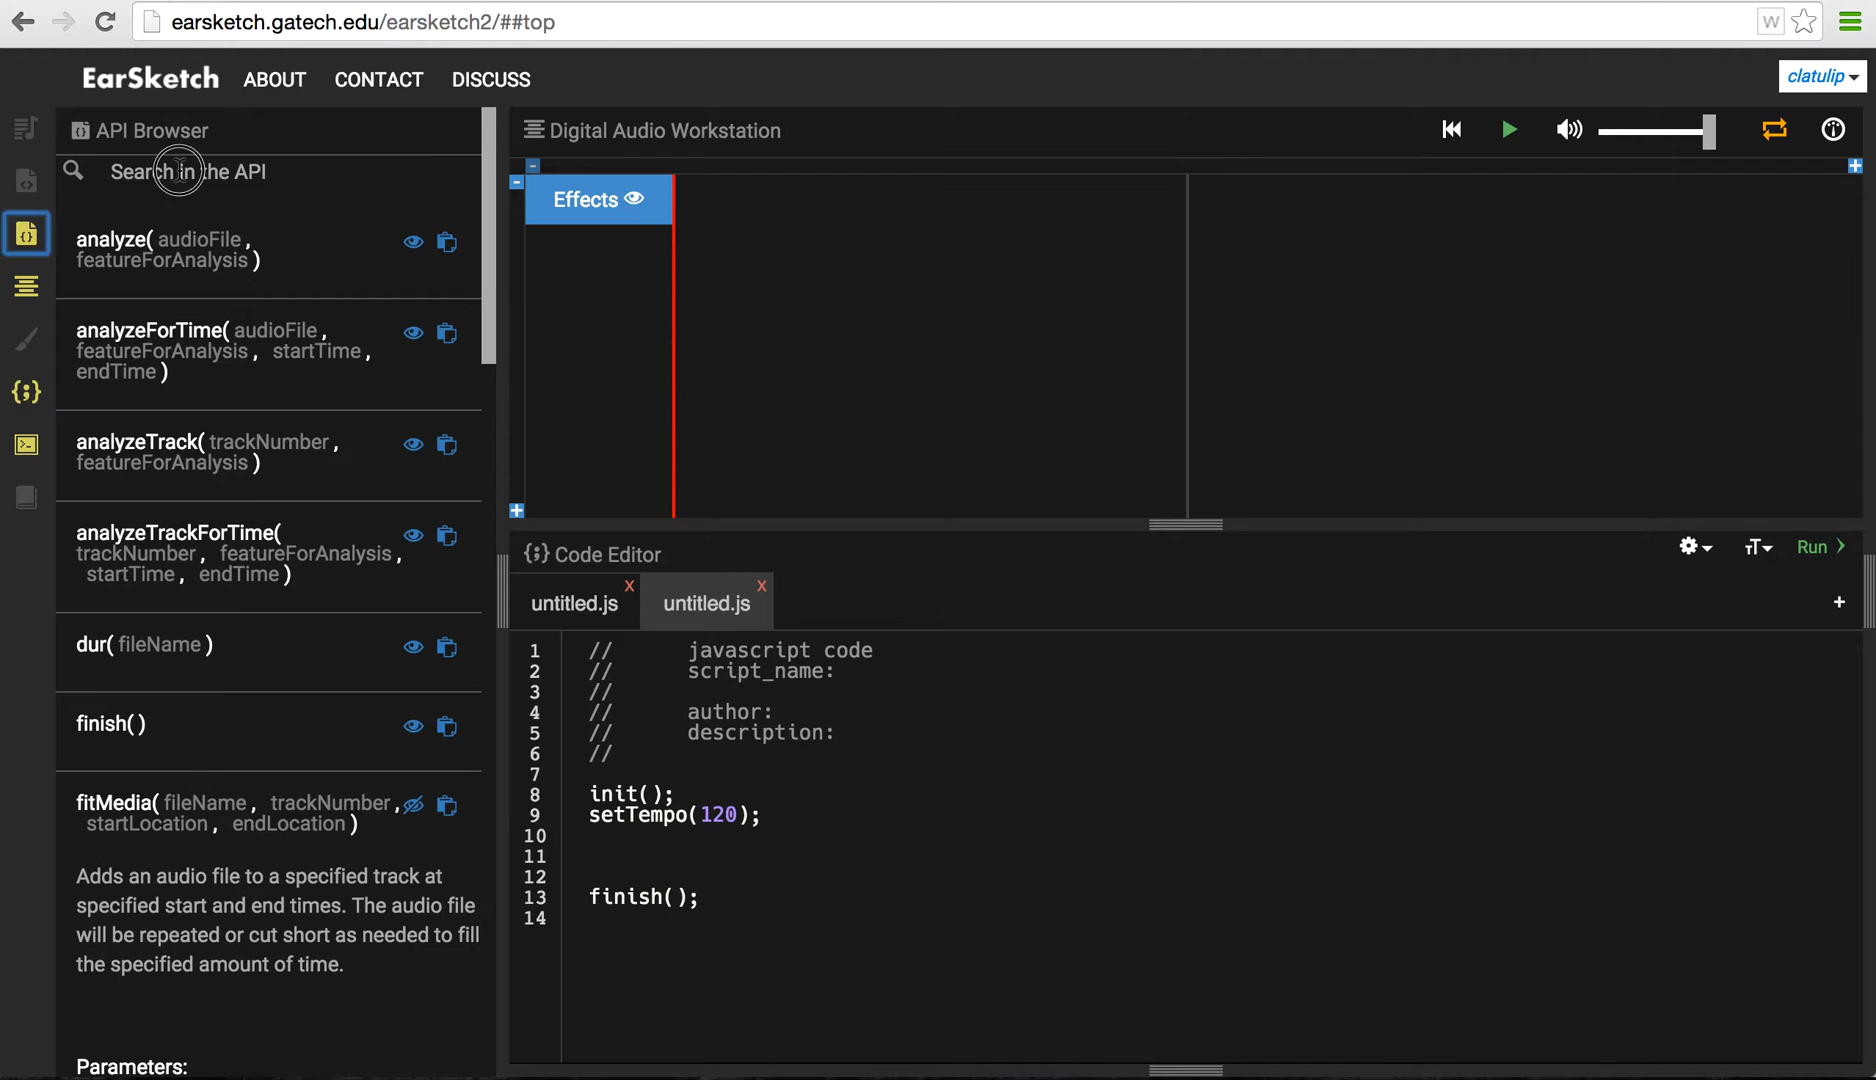 earsketch.gatech.edu/earsketch2/##top
W
EarSketch ABOUT CONTACT DISCUSS
clatulip
API Browser
Search in the API
analyze( audioFile ,
featureForAnalysis )
analyzeForTime( audioFile ,
featureForAnalysis , startTime ,
endTime )
analyzeTrack( trackNumber ,
featureForAnalysis )
analyzeTrackForTime(
trackNumber , featureForAnalysis ,
startTime , endTime )
dur( fileName )
finish( )
fitMedia( fileName , trackNumber ,
startLocation , endLocation )
Adds an audio file to a specified track at
specified start and end times. The audio file
will be repeated or cut short as needed to fill
the specified amount of time.
Parameters:
Digital Audio Workstation
Effects
{;} Code Editor
TT
Run
untitled.js x
untitled.js x
+
1 // javascript code
2 // script_name:
3 //
4 // author:
5 // description:
6 //
7
8 init();
9 setTempo(120);
10
11
12
13 finish();
14